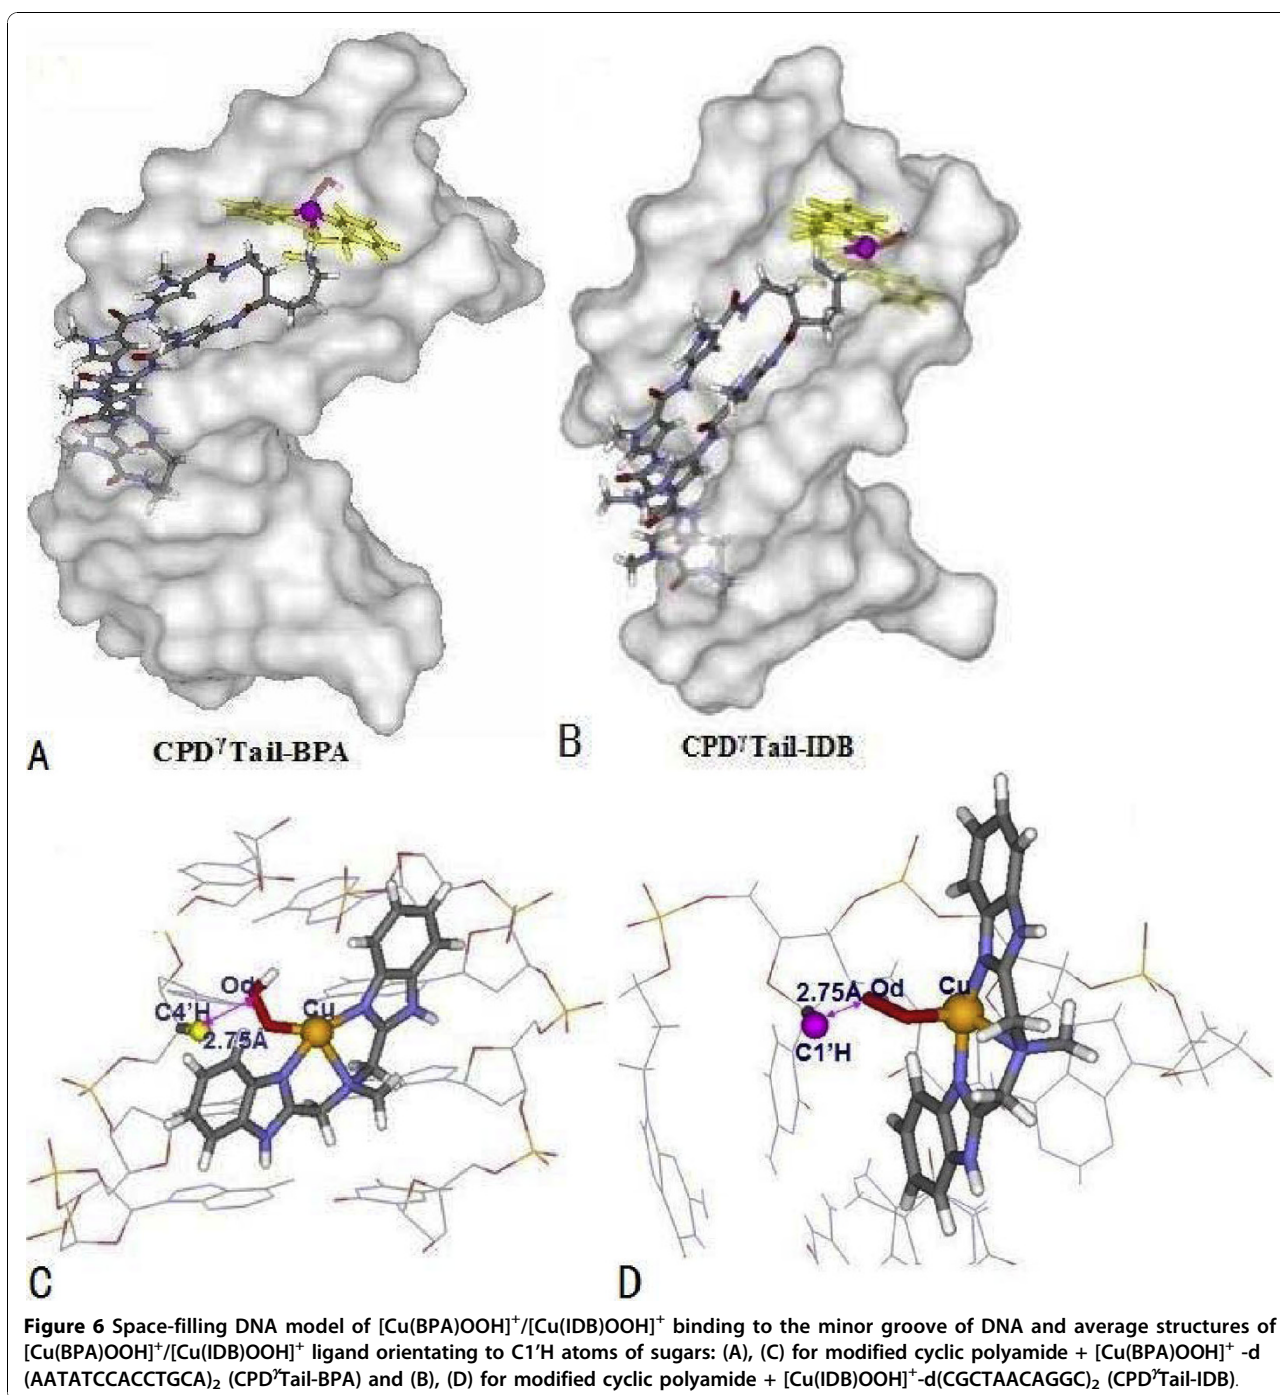 A
CPDᵞTail-BPA
B
CPDᵞTail-IDB
Od
C4'H
Cu
2.75A
2.75A
Od
Cu
C1'H
C
D
Figure 6 Space-filling DNA model of [Cu(BPA)OOH]⁺/[Cu(IDB)OOH]⁺ binding to the minor groove of DNA and average structures of
[Cu(BPA)OOH]⁺/[Cu(IDB)OOH]⁺ ligand orientating to C1'H atoms of sugars: (A), (C) for modified cyclic polyamide + [Cu(BPA)OOH]⁺ -d
(AATATCCACCTGCA)₂ (CPDᵞTail-BPA) and (B), (D) for modified cyclic polyamide + [Cu(IDB)OOH]⁺-d(CGCTAACAGGC)₂ (CPDᵞTail-IDB).